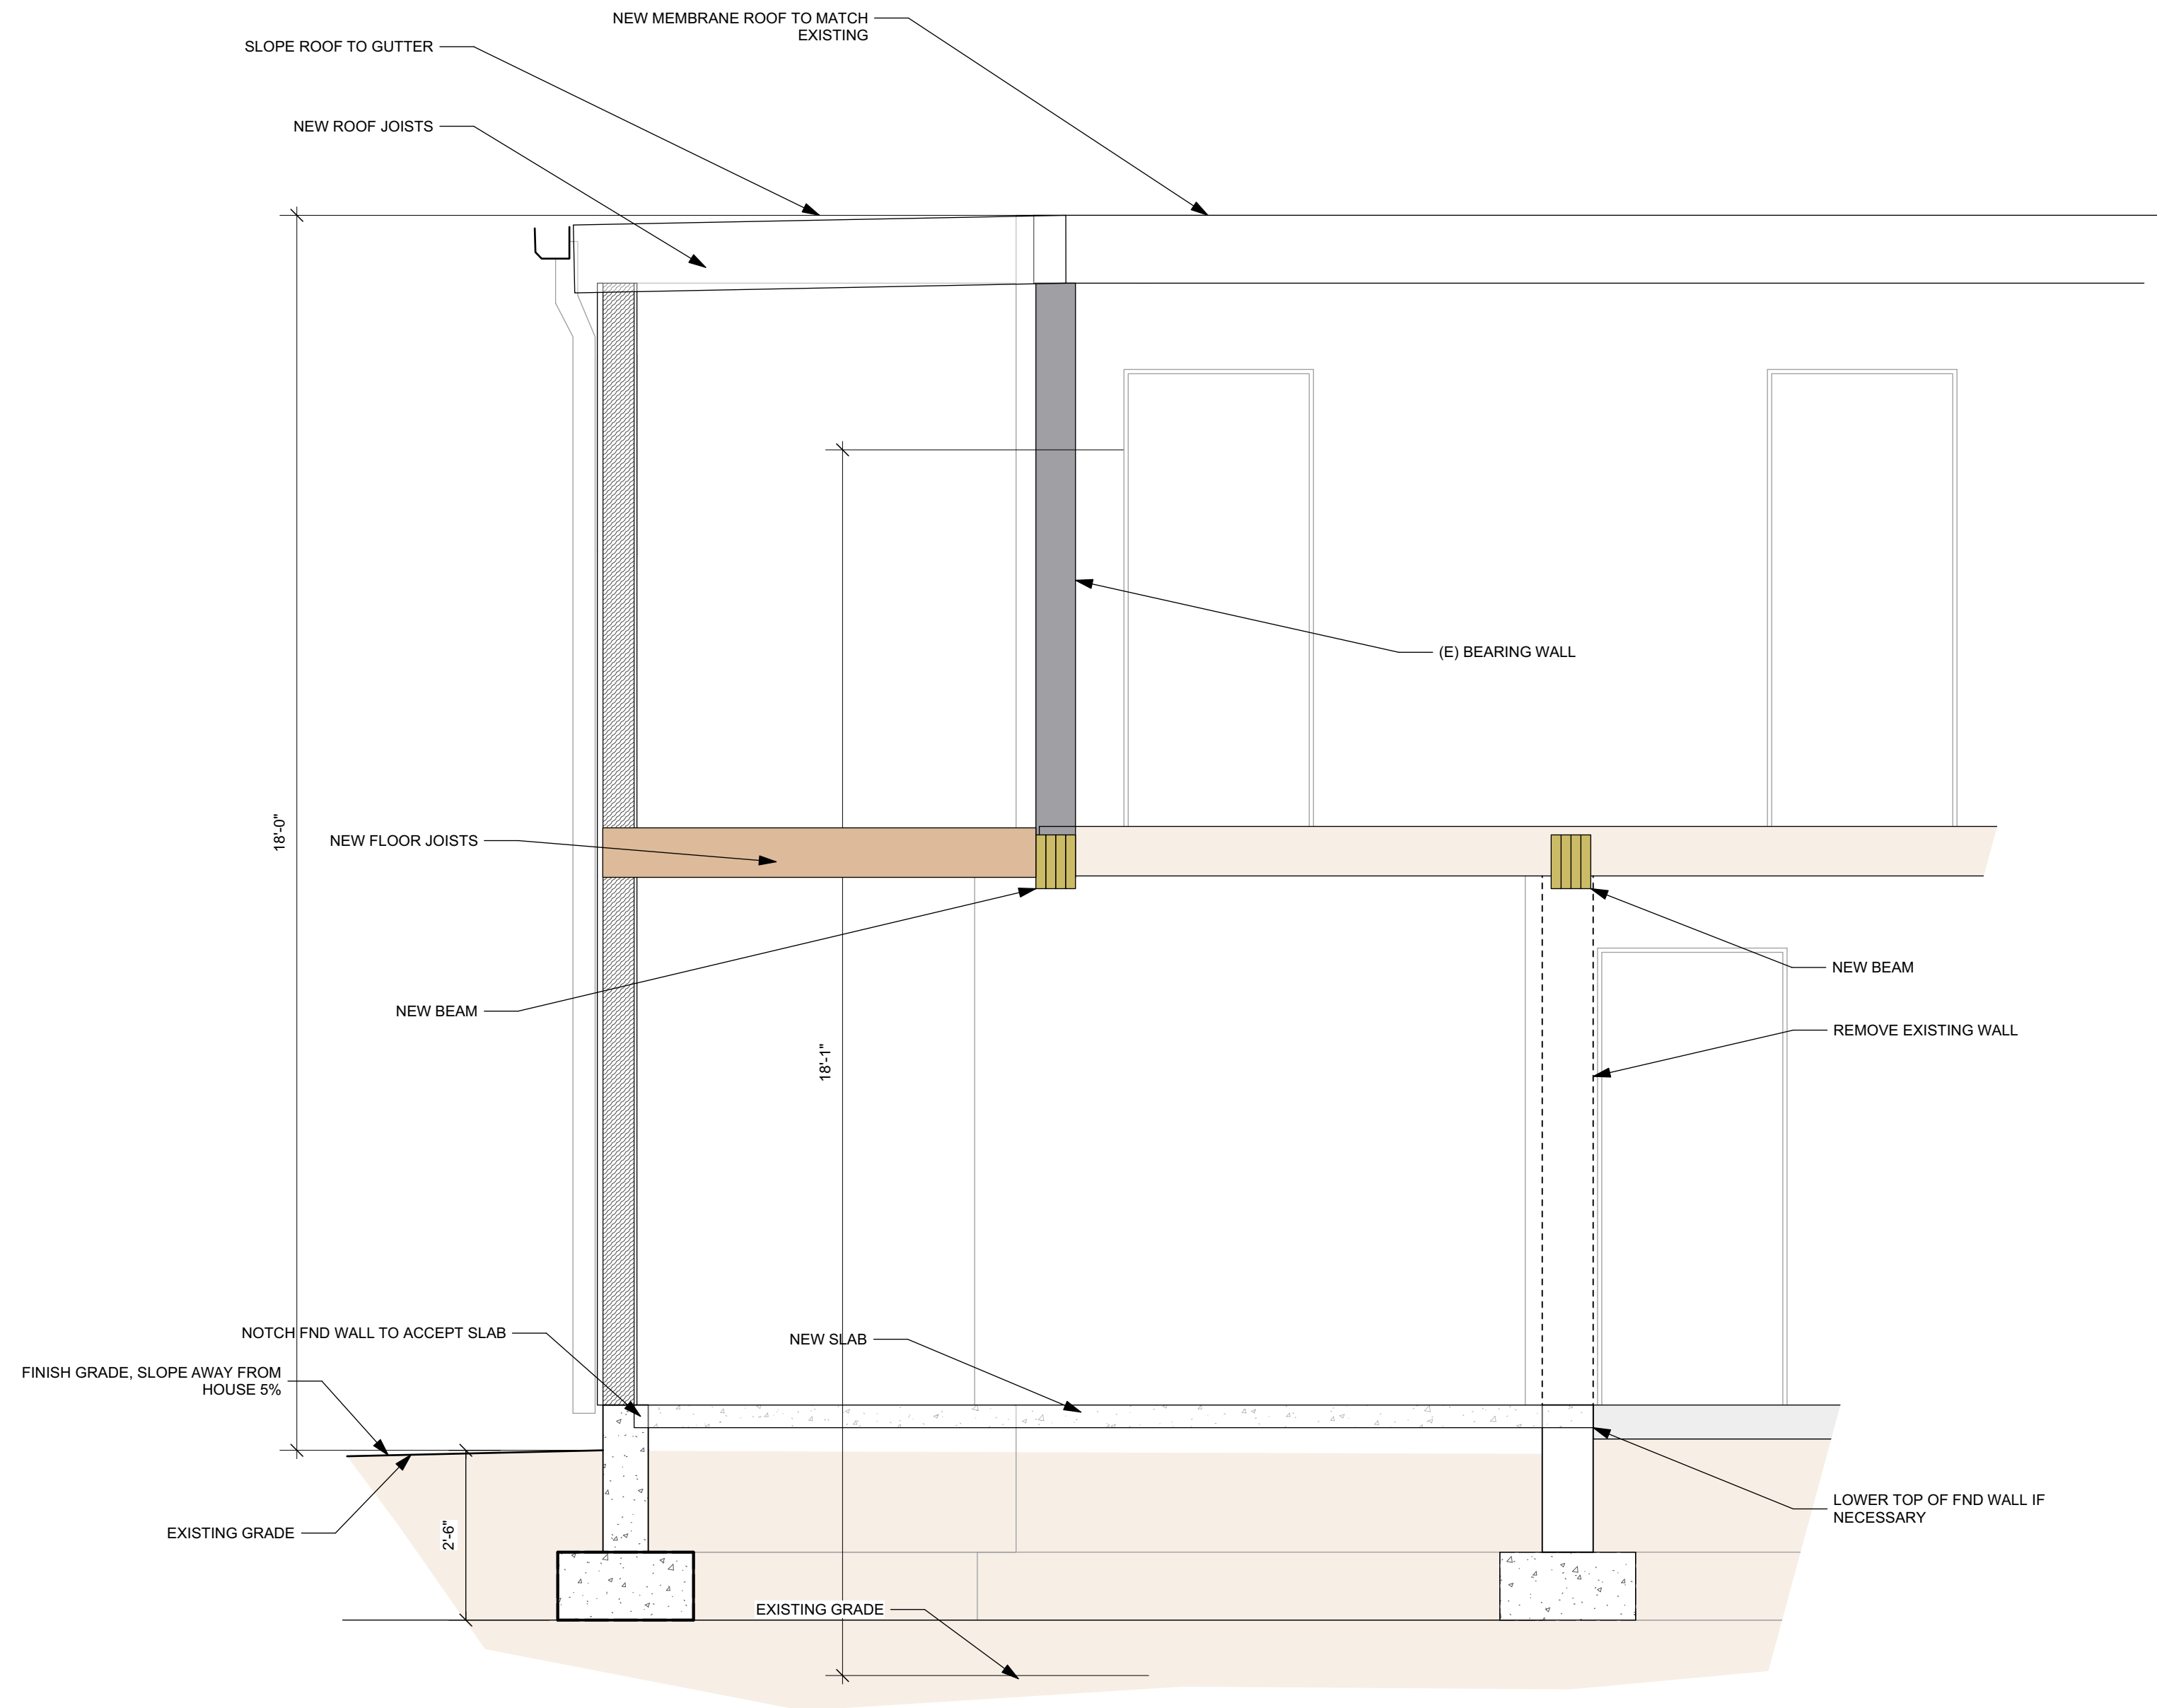 NEW MEMBRANE ROOF TO MATCH
EXISTING
SLOPE ROOF TO GUTTER
NEW ROOF JOISTS
(E) BEARING WALL
18'-0"
NEW FLOOR JOISTS
NEW BEAM
NEW BEAM
18'-1"
REMOVE EXISTING WALL
NOTCH FND WALL TO ACCEPT SLAB
NEW SLAB
FINISH GRADE, SLOPE AWAY FROM
HOUSE 5%
LOWER TOP OF FND WALL IF
NECESSARY
EXISTING GRADE
2'-6"
EXISTING GRADE